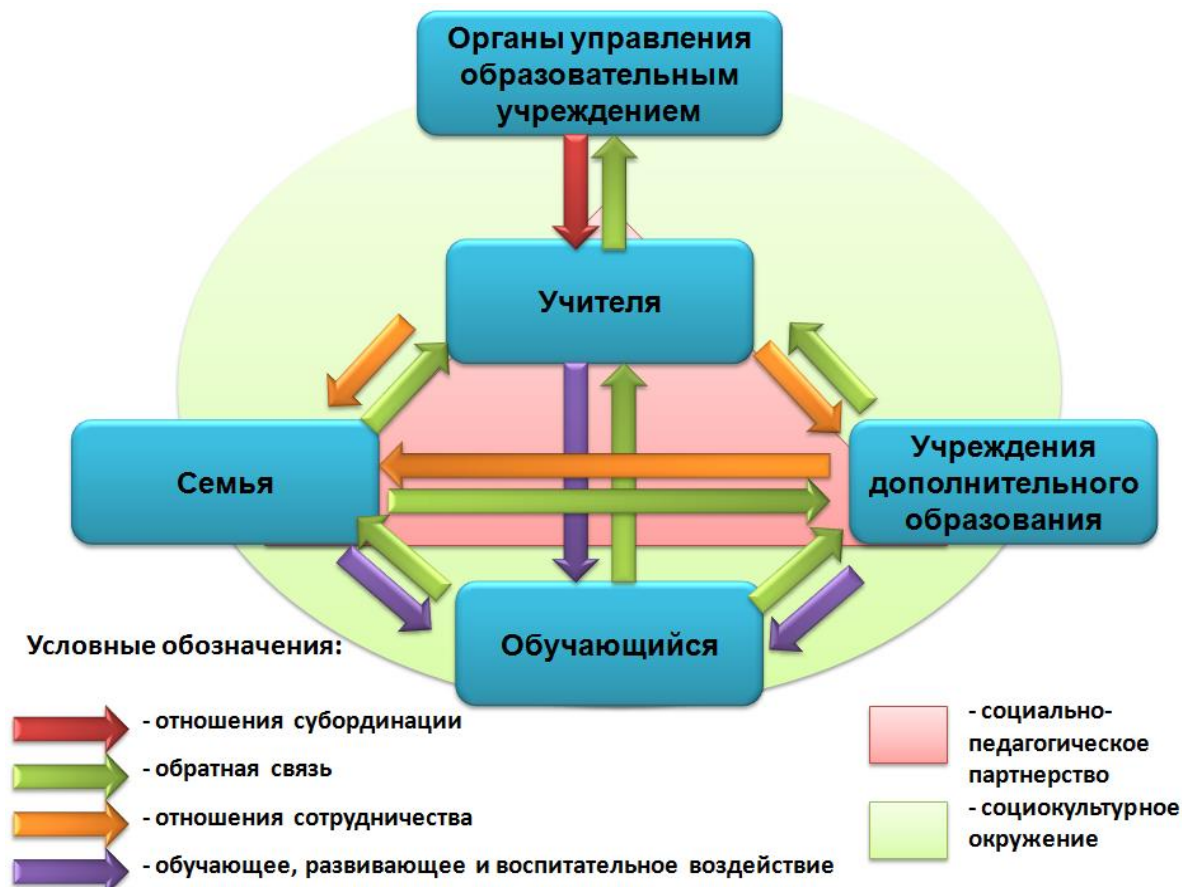 Органы управления
образовательным
учреждением
Учителя
Семья
Учреждения
дополнительного
образования
Обучающийся
Условные обозначения:
- отношения субординации
- обратная связь
- отношения сотрудничества
- обучающее, развивающее и воспитательное воздействие
- социально-
педагогическое
партнерство
- социокультурное
окружение